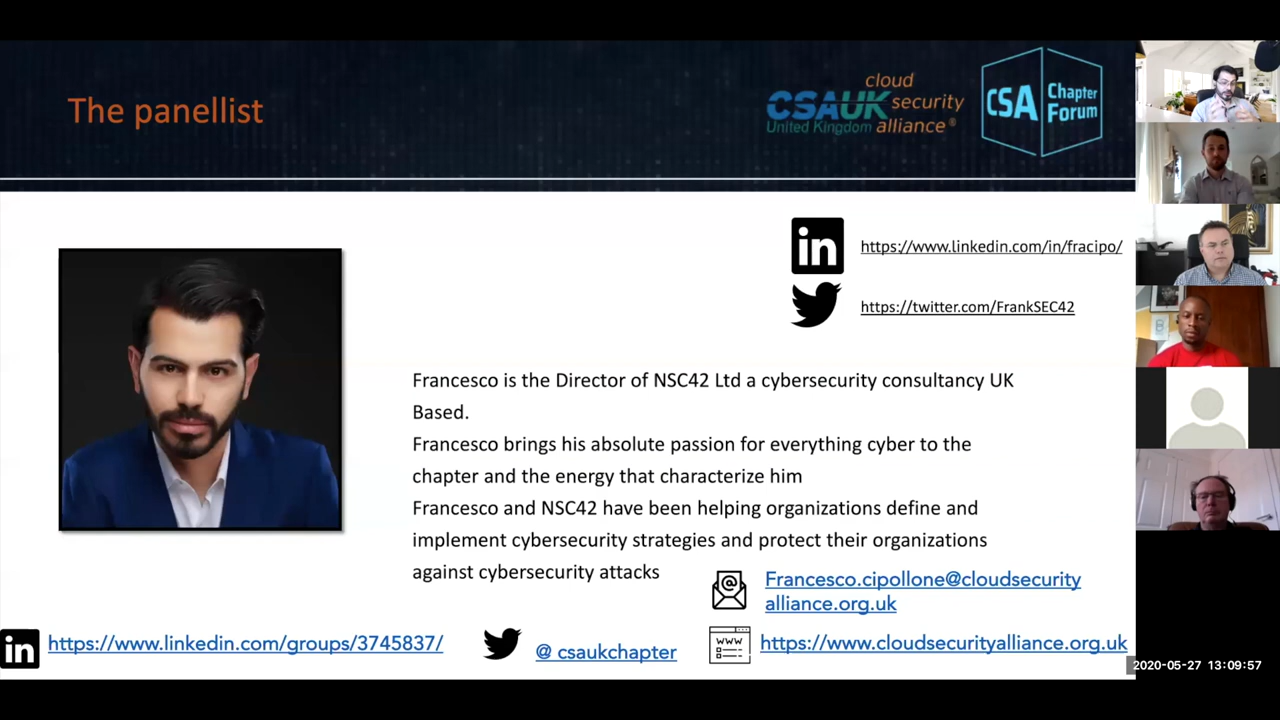 The panellist
cloud
CSAUK security
United Kingdom alliance®
CSA Chapter
Forum
in https://www.linkedin.com/in/fracipo/
https://twitter.com/FrankSEC42
Francesco is the Director of NSC42 Ltd a cybersecurity consultancy UK
Based.
Francesco brings his absolute passion for everything cyber to the
chapter and the energy that characterize him
Francesco and NSC42 have been helping organizations define and
implement cybersecurity strategies and protect their organizations
against cybersecurity attacks
Francesco.cipollone@cloudsecurity
alliance.org.uk
in https://www.linkedin.com/groups/3745837/
@ csaukchapter
www https://www.cloudsecurityalliance.org.uk
2020-05-27 13:09:57